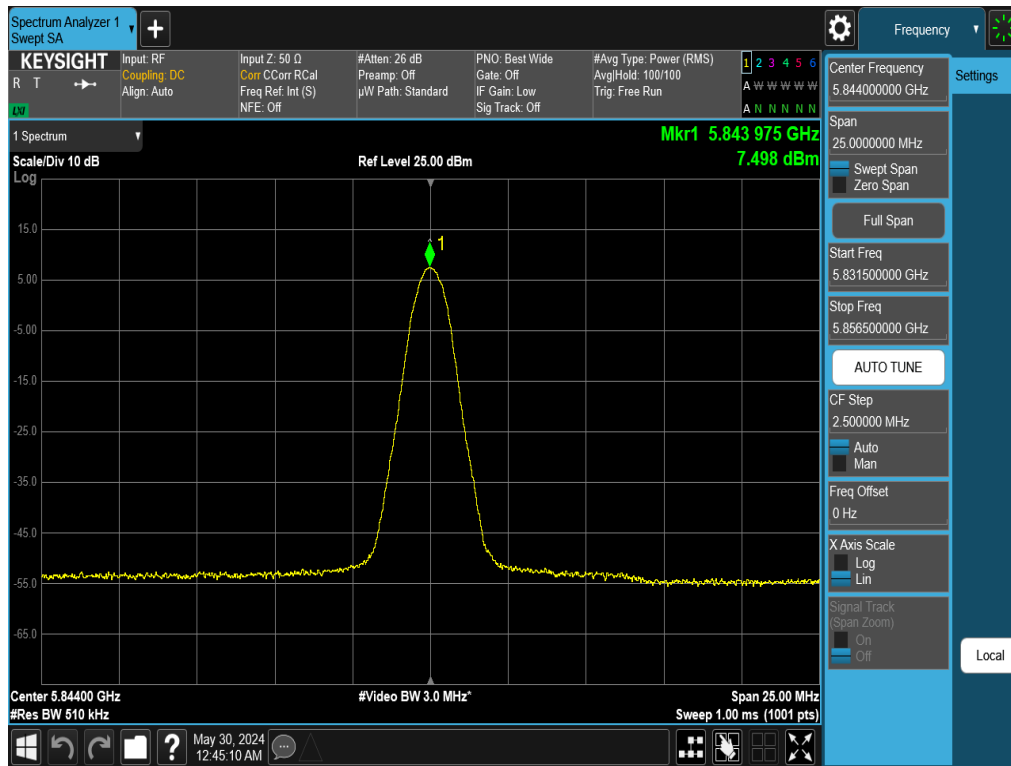 Spectrum Analyzer 1
Swept SA
+
Frequency
KEYSIGHT
R T
LXI
Input: RF
Coupling: DC
Align: Auto
Input Z: 50 Ω
Corr CCorr RCal
Freq Ref: Int (S)
NFE: Off
#Atten: 26 dB
Preamp: Off
µW Path: Standard
PNO: Best Wide
Gate: Off
IF Gain: Low
Sig Track: Off
#Avg Type: Power (RMS)
Avg|Hold: 100/100
Trig: Free Run
1 2 3 4 5 6
A W W W W W
A N N N N N
1 Spectrum
Mkr1 5.843 975 GHz
7.498 dBm
Scale/Div 10 dB
Ref Level 25.00 dBm
Log
1
15.0
5.00
-5.00
-15.0
-25.0
-35.0
-45.0
-55.0
-65.0
Center 5.84400 GHz
#Video BW 3.0 MHz*
Span 25.00 MHz
#Res BW 510 kHz
Sweep 1.00 ms (1001 pts)
Center Frequency
5.844000000 GHz
Settings
Span
25.0000000 MHz
Swept Span
Zero Span
Full Span
Start Freq
5.831500000 GHz
Stop Freq
5.856500000 GHz
AUTO TUNE
CF Step
2.500000 MHz
Auto
Man
Freq Offset
0 Hz
X Axis Scale
Log
Lin
Signal Track
(Span Zoom)
On
Off
Local
?
May 30, 2024
12:45:10 AM